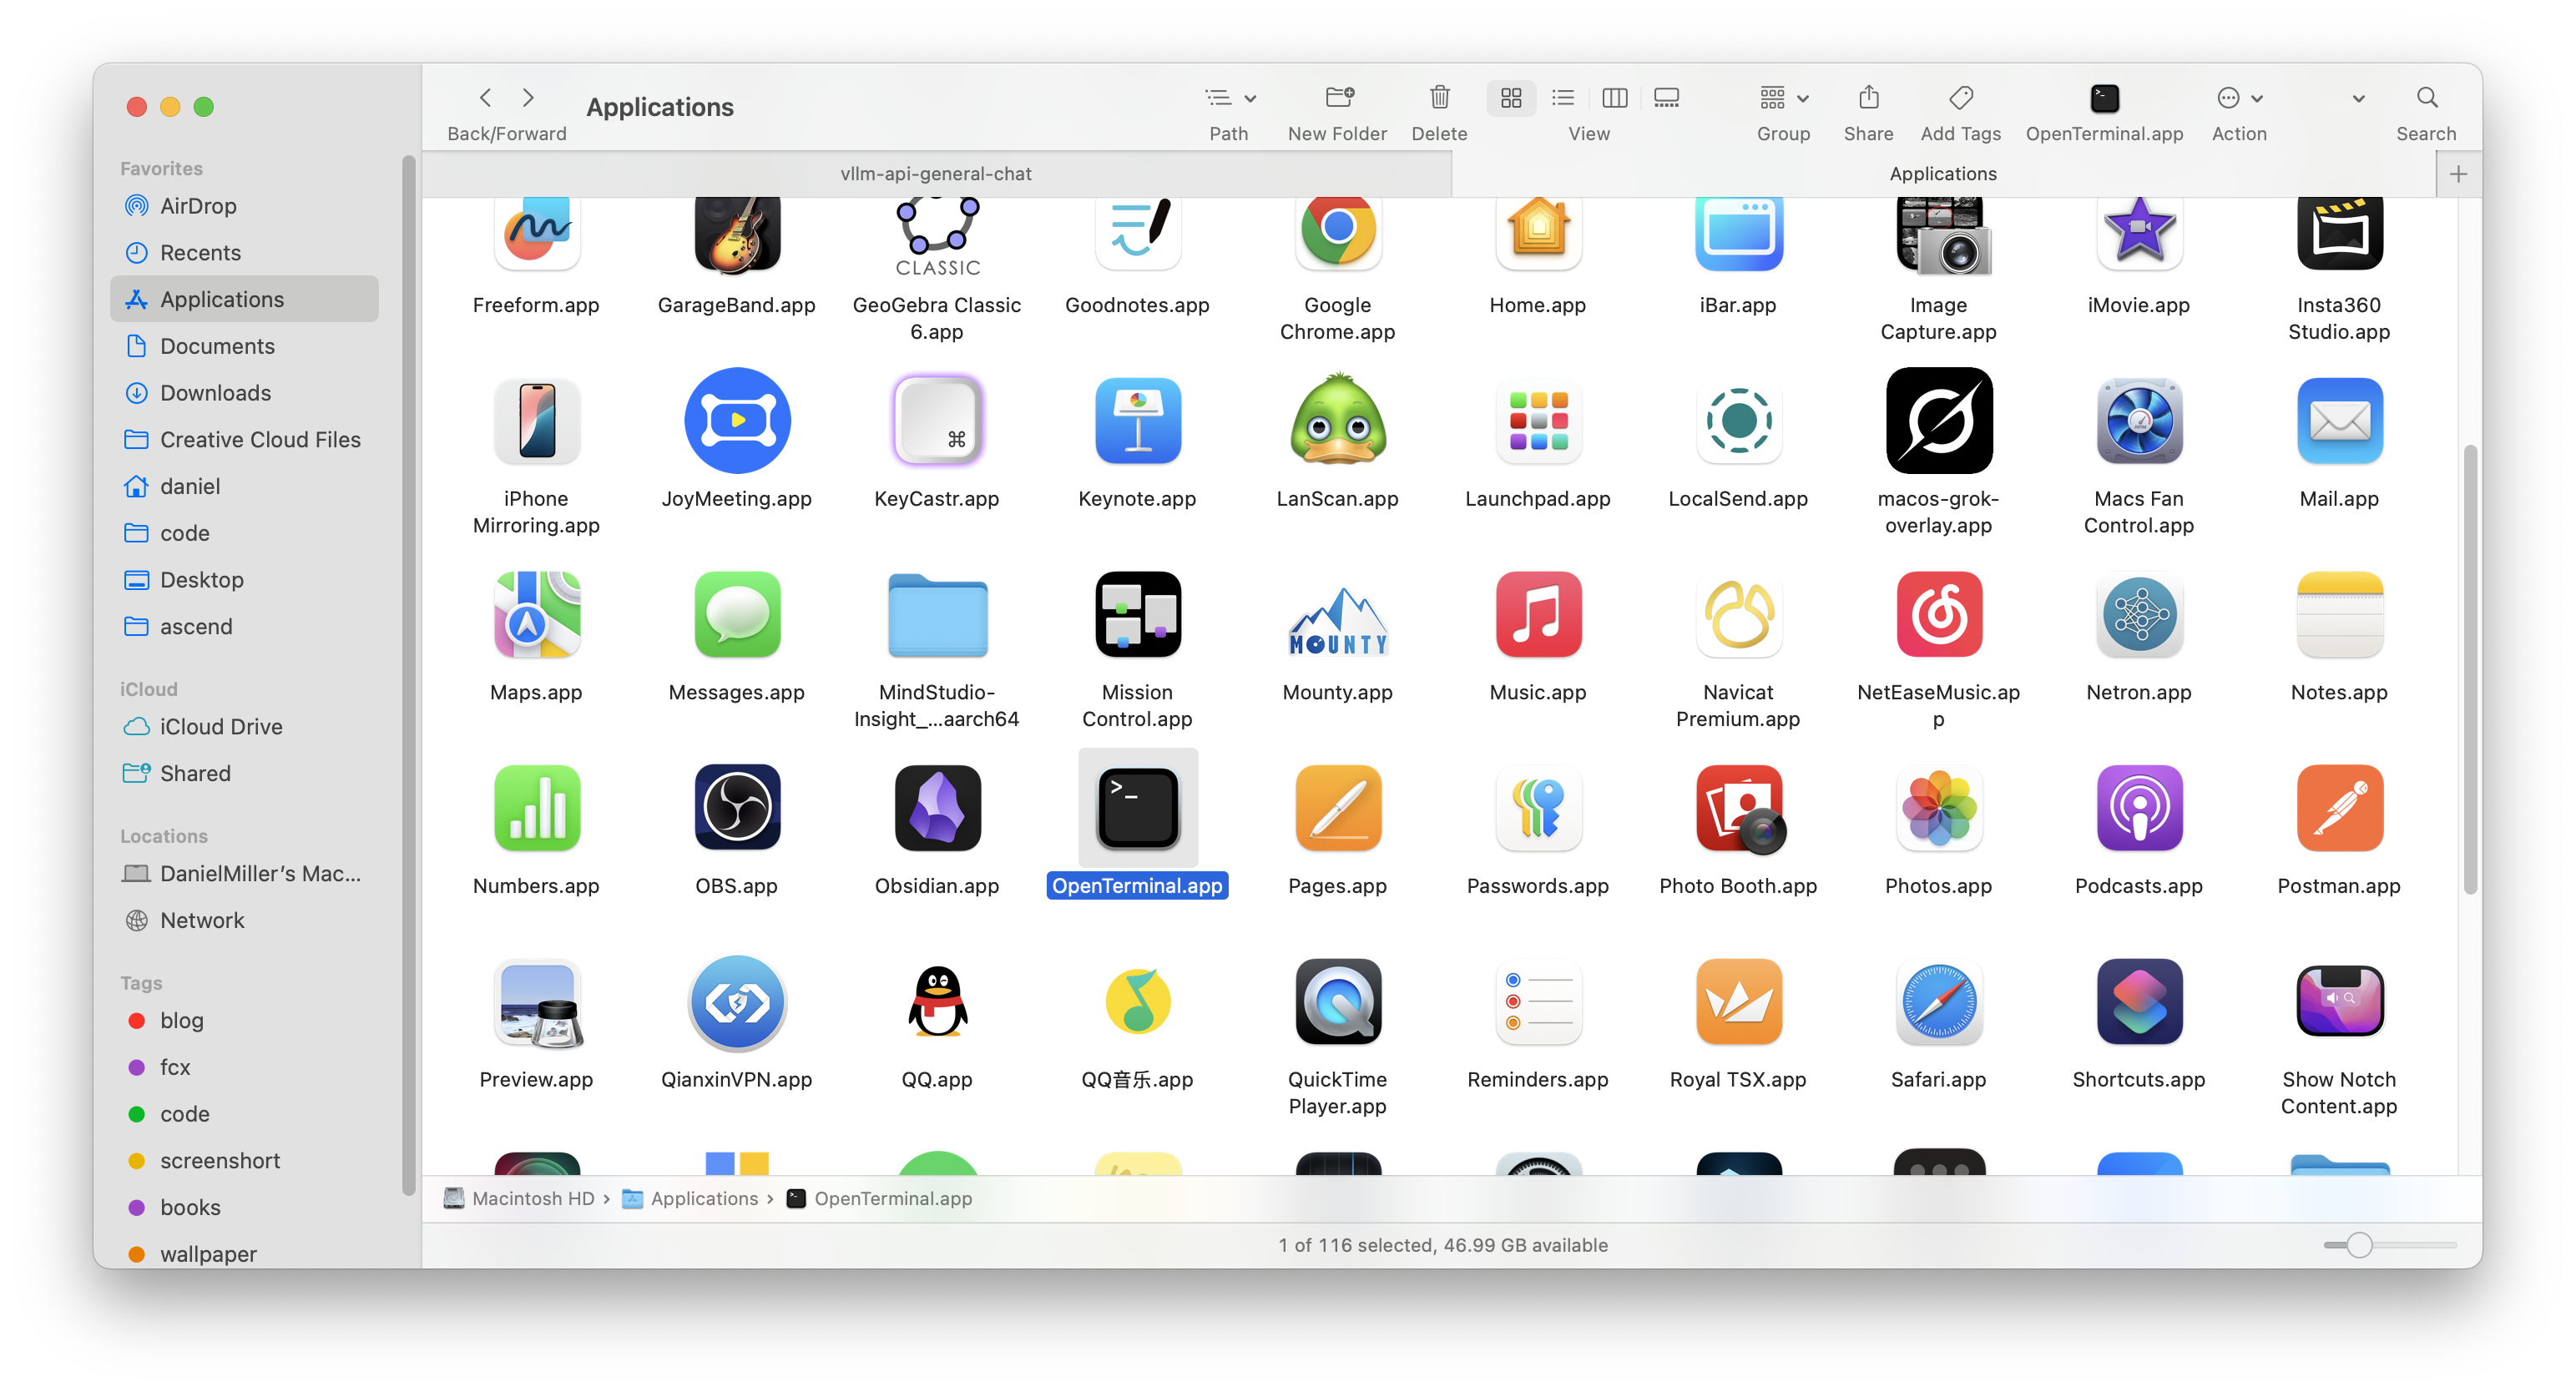 Applications
Back/Forward
Path
New Folder
Delete
View
Group
Share
Add Tags
OpenTerminal.app
Action
Search
vllm-api-general-chat
Applications
Favorites
AirDrop
Recents
Applications
Documents
Downloads
Creative Cloud Files
daniel
code
Desktop
ascend
iCloud
iCloud Drive
Shared
Locations
DanielMiller’s Mac...
Network
Tags
blog
fcx
code
screenshort
books
wallpaper
CLASSIC
Freeform.app
GarageBand.app
GeoGebra Classic
6.app
Goodnotes.app
Google
Chrome.app
Home.app
iBar.app
Image
Capture.app
iMovie.app
Insta360
Studio.app
iPhone
Mirroring.app
JoyMeeting.app
KeyCastr.app
Keynote.app
LanScan.app
Launchpad.app
LocalSend.app
macos-grok-
overlay.app
Macs Fan
Control.app
Mail.app
MOUNTY
Maps.app
Messages.app
MindStudio-
Insight_...aarch64
Mission
Control.app
Mounty.app
Music.app
Navicat
Premium.app
NetEaseMusic.ap
p
Netron.app
Notes.app
>_
Numbers.app
OBS.app
Obsidian.app
OpenTerminal.app
Pages.app
Passwords.app
Photo Booth.app
Photos.app
Podcasts.app
Postman.app
Preview.app
QianxinVPN.app
QQ.app
QQ音乐.app
QuickTime
Player.app
Reminders.app
Royal TSX.app
Safari.app
Shortcuts.app
Show Notch
Content.app
Macintosh HD › Applications › OpenTerminal.app
1 of 116 selected, 46.99 GB available